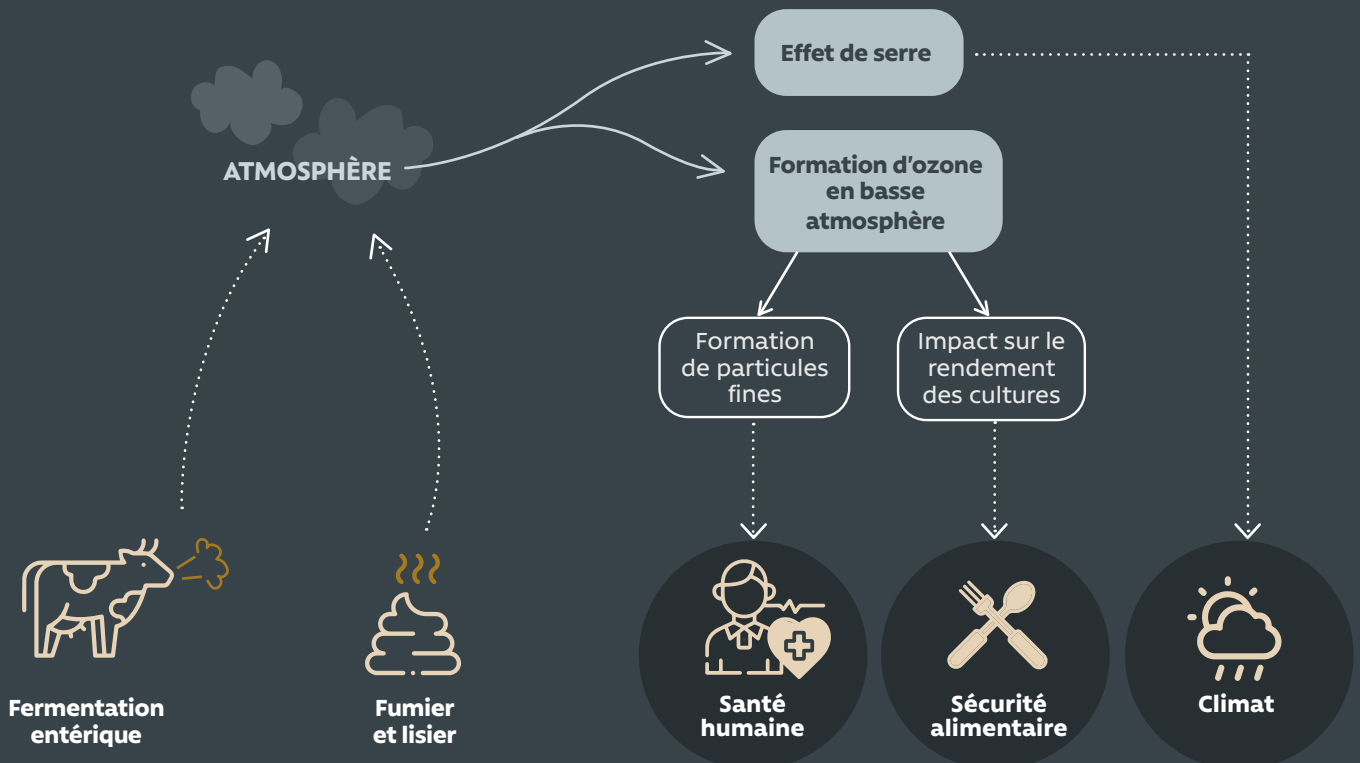 Effet de serre
ATMOSPHÈRE
Formation d’ozone
en basse
atmosphère
Formation
de particules
fines
Impact sur le
rendement
des cultures
Fermentation
entérique
Fumier
et lisier
Santé
humaine
Sécurité
alimentaire
Climat